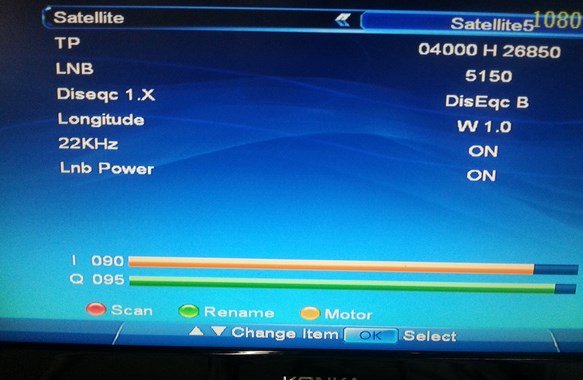 Satellite Satellite5 1080
TP 04000 H 26850
LNB 5150
Diseqc 1.X DisEqc B
Longitude W 1.0
22KHz ON
Lnb Power ON
I 090
Q 095
Scan Rename Motor
Change Item OK Select